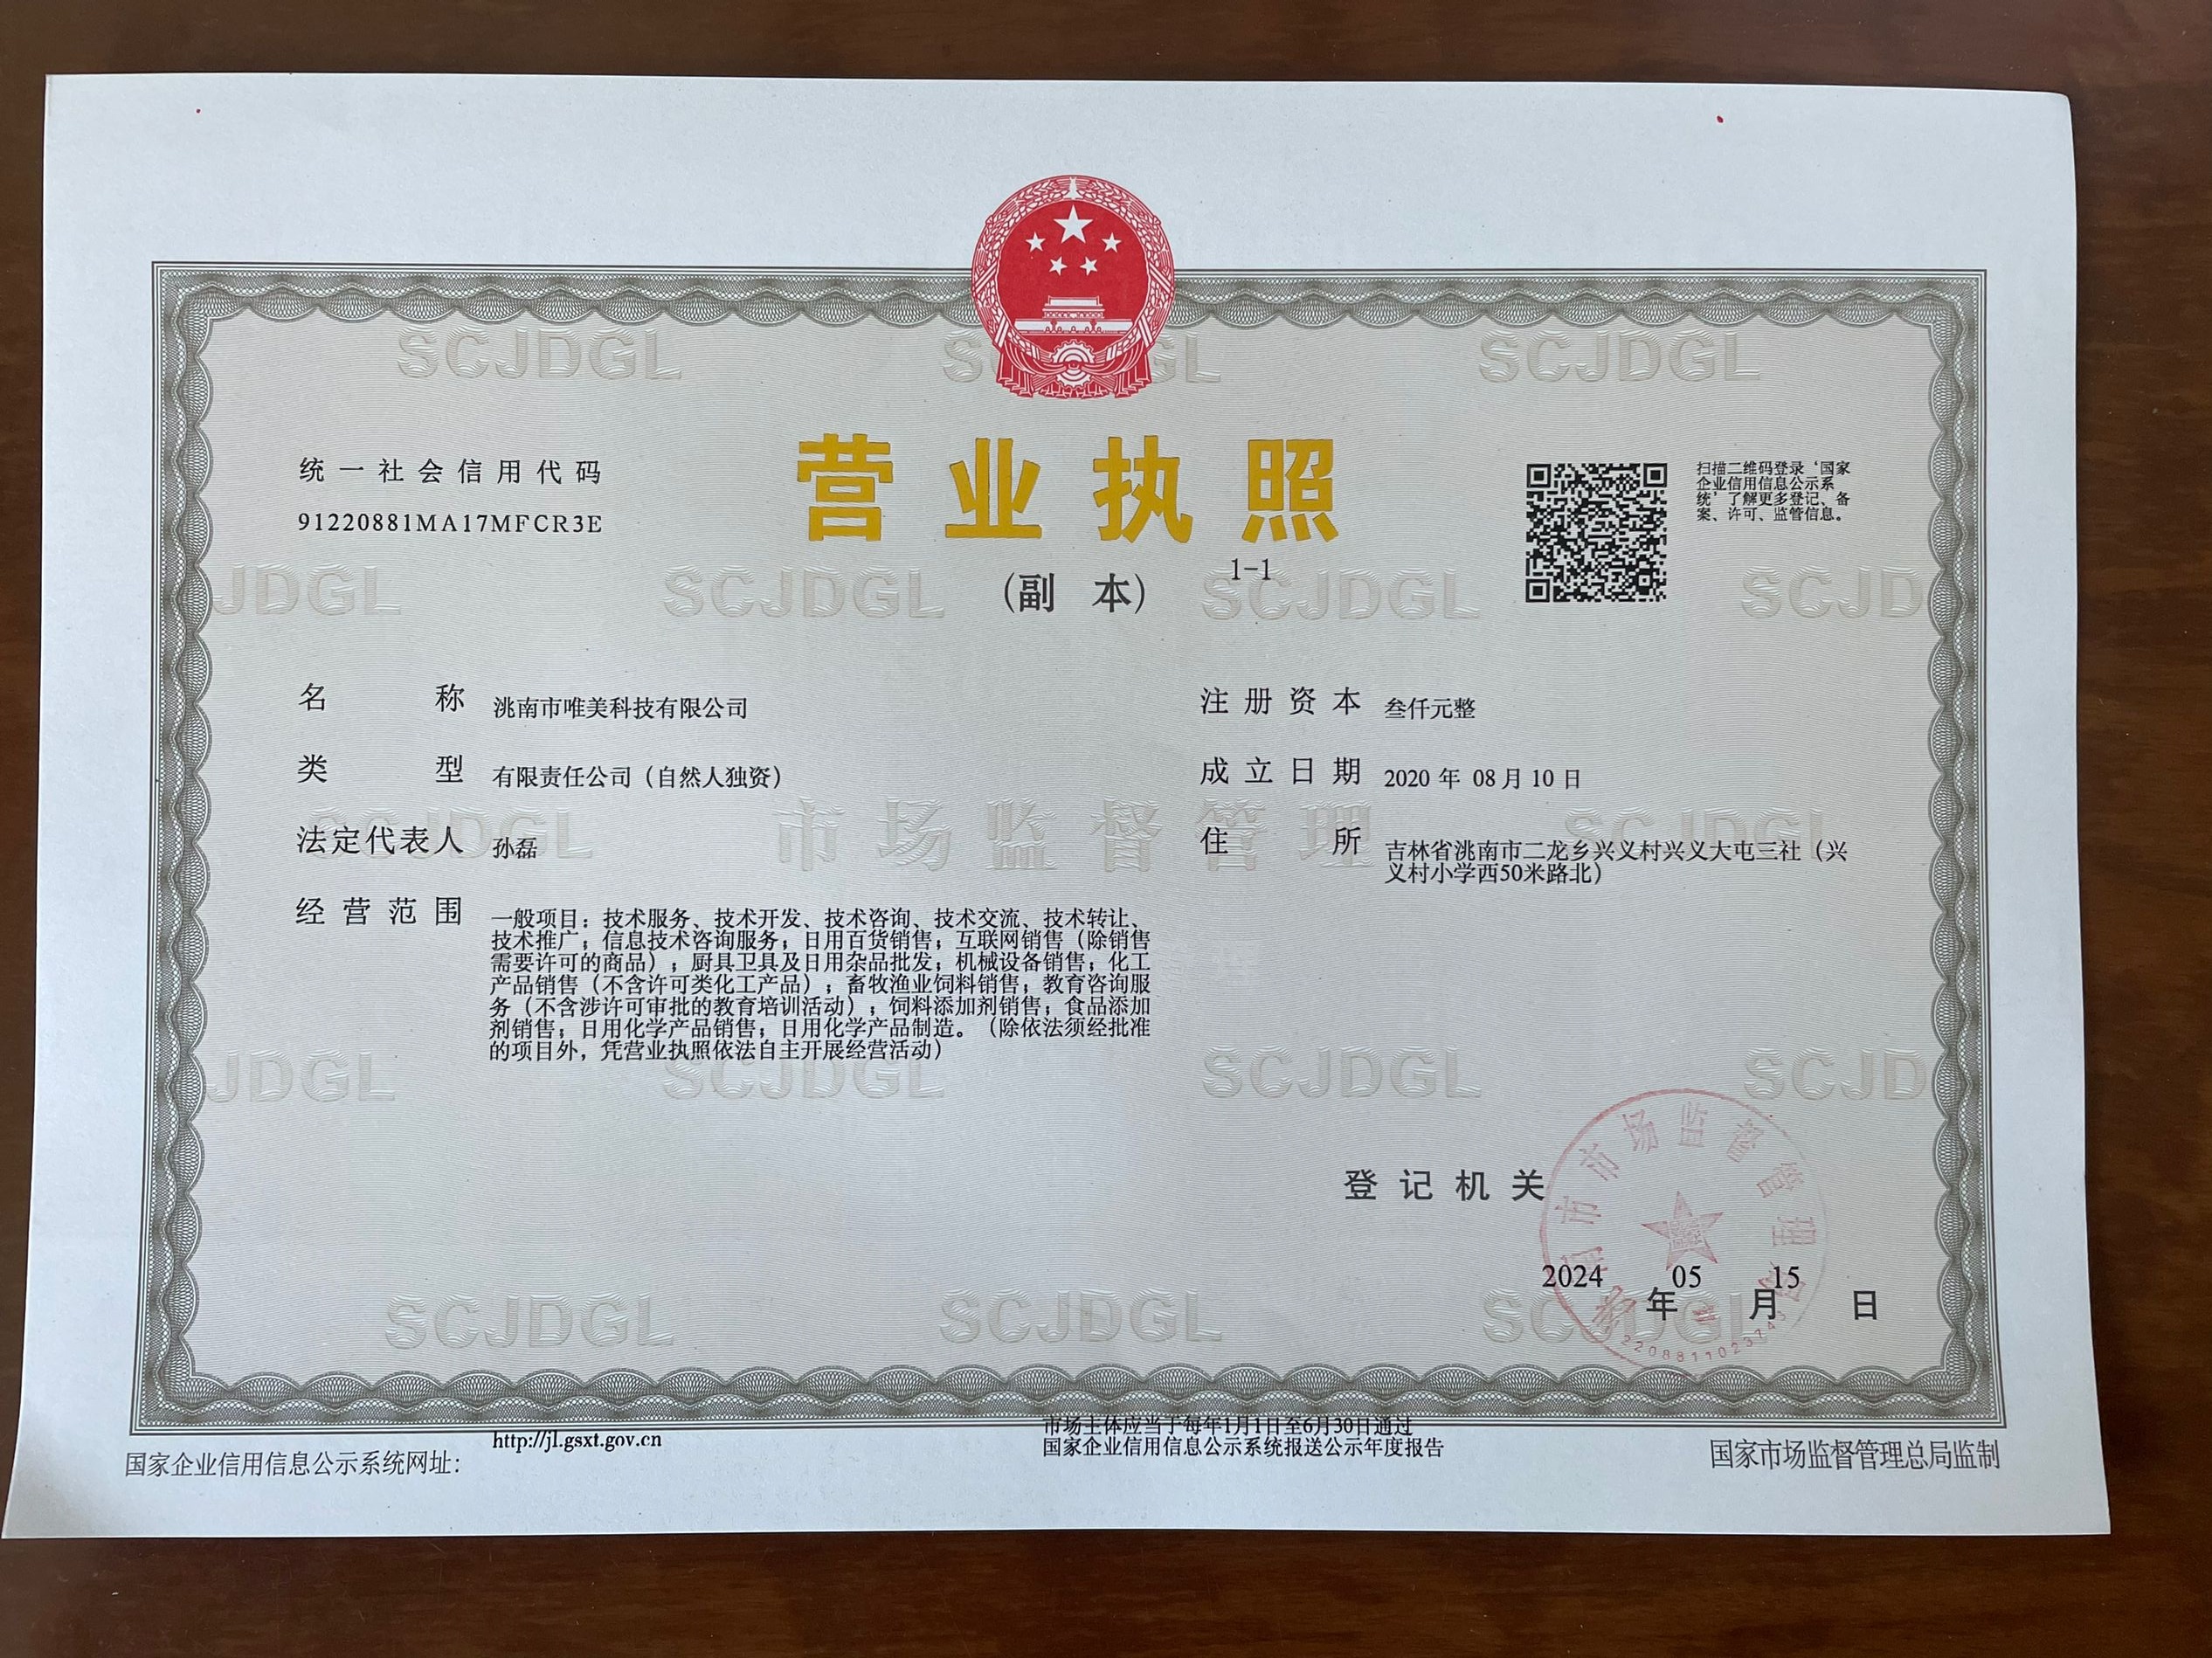 统一社会信用代码
91220881MA17MFCR3E
营业执照
(副 本)
1-1
扫描二维码登录‘国家
企业信用信息公示系
统’了解更多登记、备
案、许可、监管信息。
名 称 洮南市唯美科技有限公司
类 型 有限责任公司（自然人独资）
法定代表人 孙磊
经营范围 一般项目：技术服务、技术开发、技术咨询、技术交流、技术转让、
技术推广；信息技术咨询服务；日用百货销售；互联网销售（除销售
需要许可的商品）；厨具卫具及日用杂品批发；机械设备销售；化工
产品销售（不含许可类化工产品）；畜牧渔业饲料销售；教育咨询服
务（不含涉许可审批的教育培训活动）；饲料添加剂销售；食品添加
剂销售；日用化学产品销售；日用化学产品制造。（除依法须经批准
的项目外，凭营业执照依法自主开展经营活动）
注册资本 叁仟元整
成立日期 2020 年 08月 10 日
住 所 吉林省洮南市二龙乡兴义村兴义大屯三社（兴
义村小学西50米路北）
SCJDGL
市场监督管理
登记机关
洮南市市场监督管理局
2024 年 05 月 15 日
国家企业信用信息公示系统网址：
http://jl.gsxt.gov.cn
市场主体应当于每年1月1日至6月30日通过
国家企业信用信息公示系统报送公示年度报告
国家市场监督管理总局监制